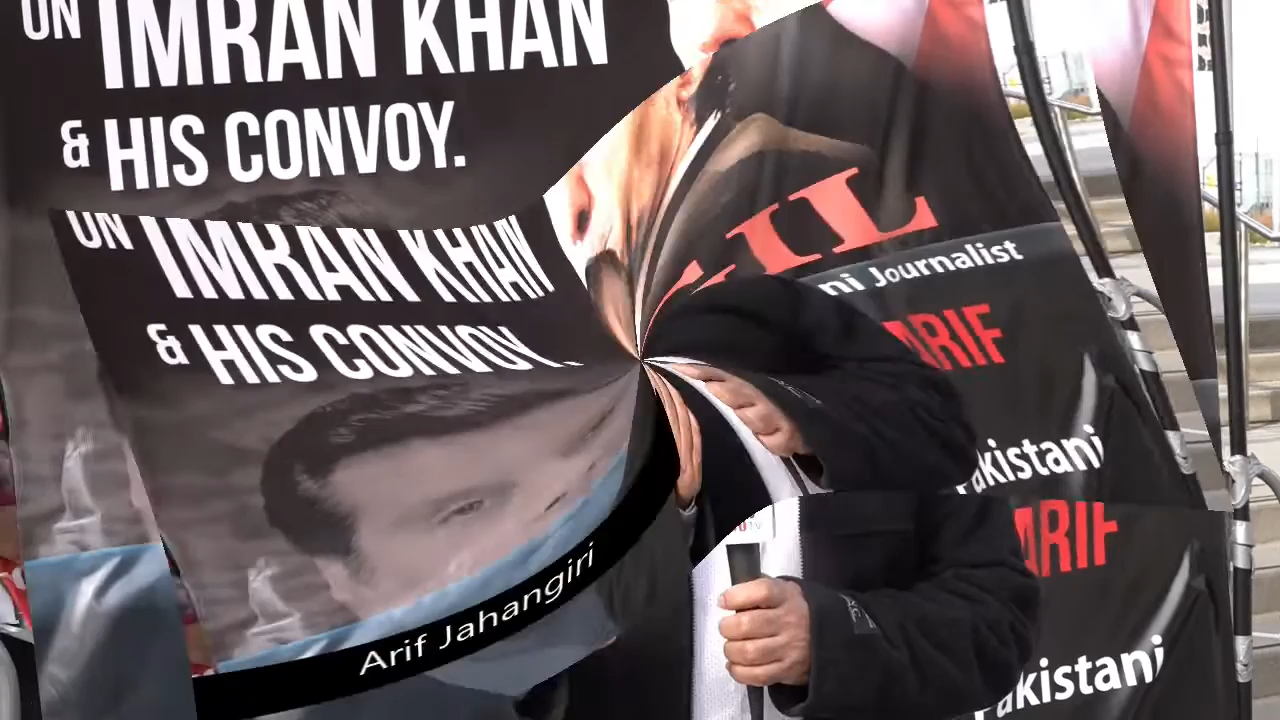 ON IMRAN KHAN
& HIS CONVOY.
ON IMRAN KHAN
& HIS CONVOY.
Journalist
ARIF
Pakistani
ARIF
Pakistani
Arif Jahangiri